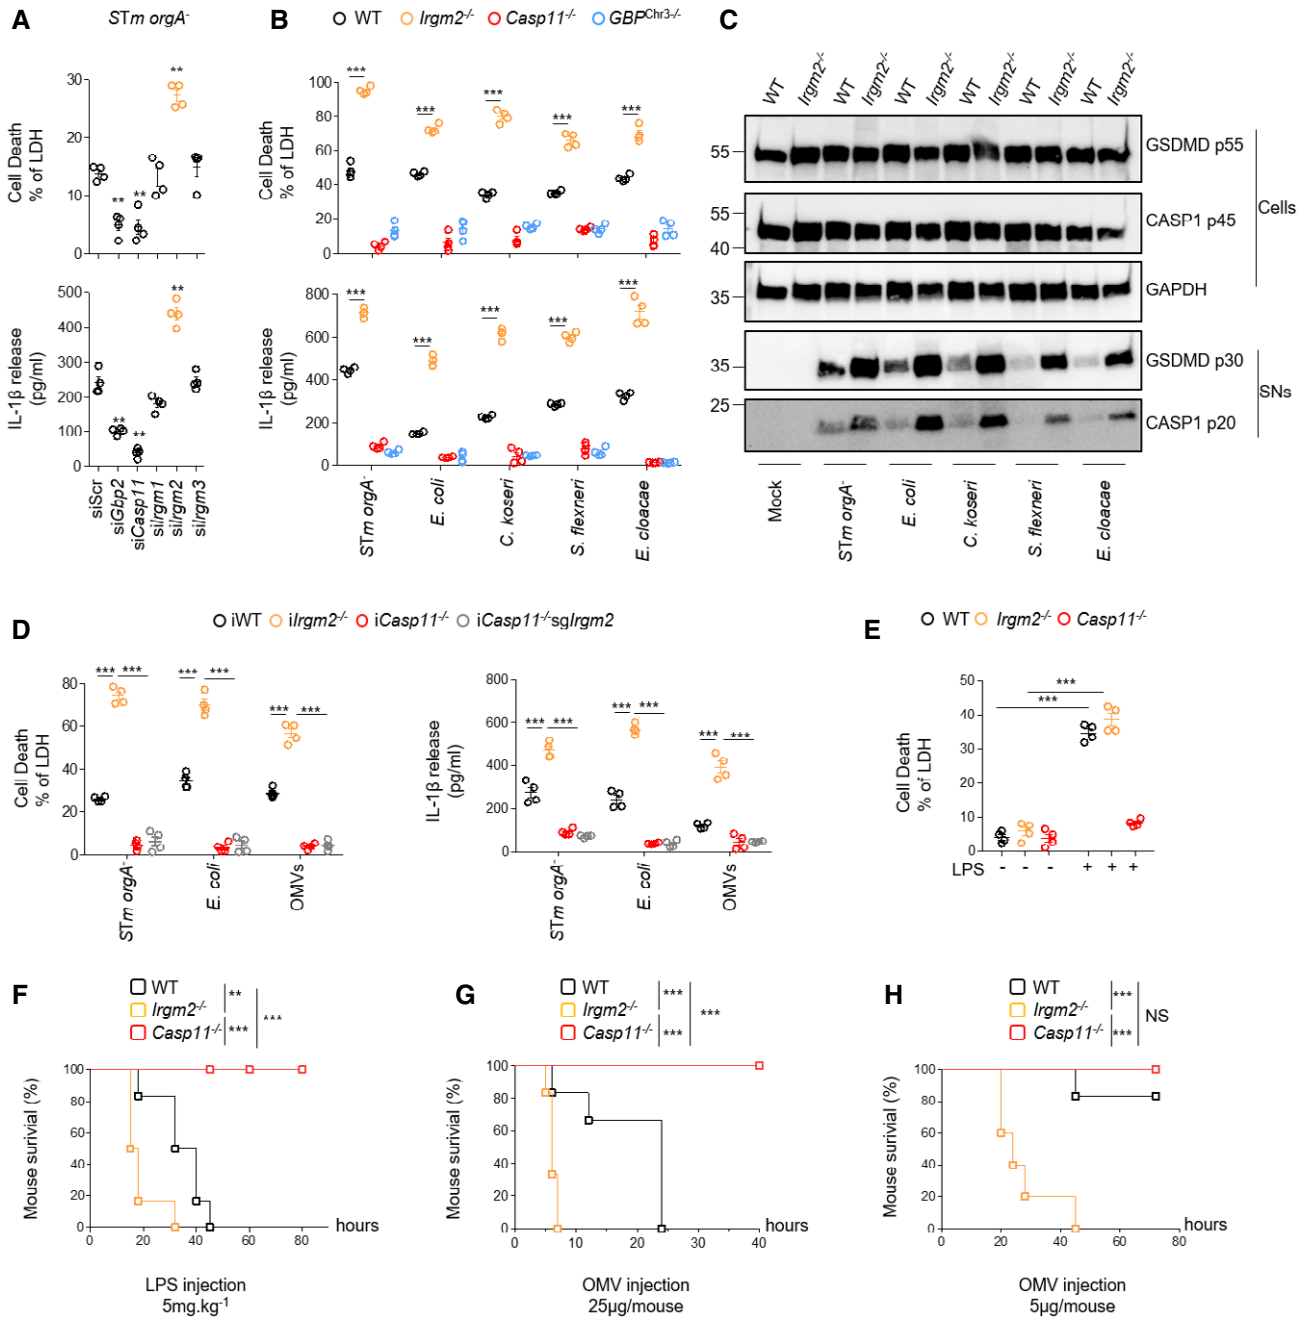 A
STm orgA-
Cell Death
% of LDH
30
20
10
0
**
**
**
IL-1β release
(pg/ml)
500
400
300
200
100
0
**
**
**
siScr
siGbp2
siCasp11
siIrgm1
siIrgm2
siIrgm3
B
WT
Irgm2-/-
Casp11-/-
GBPChr3-/-
Cell Death
% of LDH
100
80
60
40
20
0
***
***
***
***
***
IL-1β release
(pg/ml)
800
600
400
200
0
***
***
***
***
***
STm orgA-
E. coli
C. koseri
S. flexneri
E. cloacae
C
WT
Irgm2-/-
WT
Irgm2-/-
WT
Irgm2-/-
WT
Irgm2-/-
WT
Irgm2-/-
WT
Irgm2-/-
55
GSDMD p55
55
40
CASP1 p45
35
GAPDH
Cells
35
GSDMD p30
25
CASP1 p20
SNs
Mock
STm orgA-
E. coli
C. koseri
S. flexneri
E. cloacae
D
iWT
iIrgm2-/-
iCasp11-/-
iCasp11-/-sgIrgm2
Cell Death
% of LDH
80
60
40
20
0
***
***
***
***
***
***
STm orgA-
E. coli
OMVs
IL-1β release
(pg/ml)
800
600
400
200
0
***
***
***
***
***
***
STm orgA-
E. coli
OMVs
E
WT
Irgm2-/-
Casp11-/-
Cell Death
% of LDH
50
40
30
20
10
0
***
***
LPS
-
-
-
+
+
+
F
WT
Irgm2-/-
Casp11-/-
**
***
***
Mouse surivial (%)
100
80
60
40
20
0
0
20
40
60
80
hours
LPS injection
5mg.kg-1
G
WT
Irgm2-/-
Casp11-/-
***
***
***
Mouse surivial (%)
100
80
60
40
20
0
0
10
20
30
40
hours
OMV injection
25µg/mouse
H
WT
Irgm2-/-
Casp11-/-
***
***
NS
Mouse surivial (%)
100
80
60
40
20
0
0
20
40
60
80
hours
OMV injection
5µg/mouse